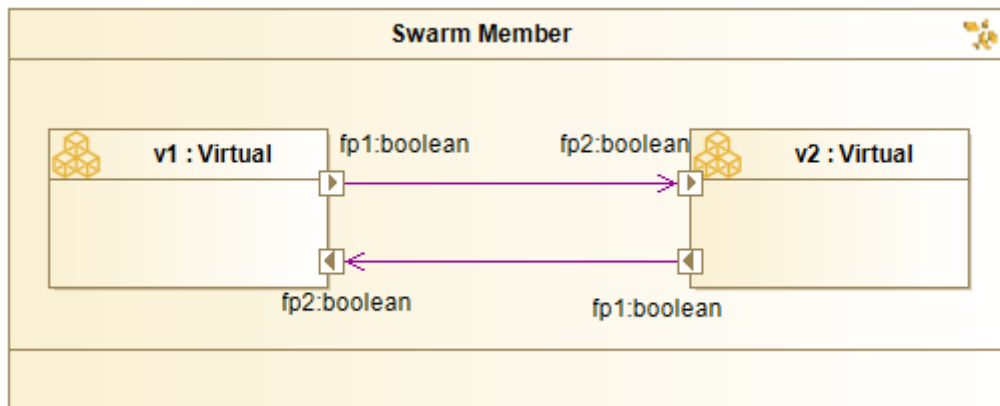 Swarm Member
v1 : Virtual
fp1:boolean
fp2:boolean
v2 : Virtual
fp2:boolean
fp1:boolean